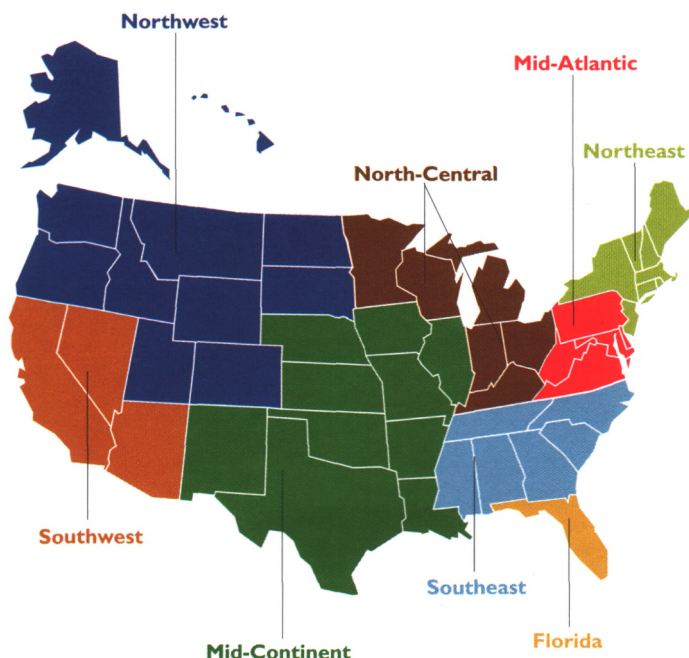 Northwest
Mid-Atlantic
Northeast
North-Central
Southwest
Southeast
Florida
Mid-Continent